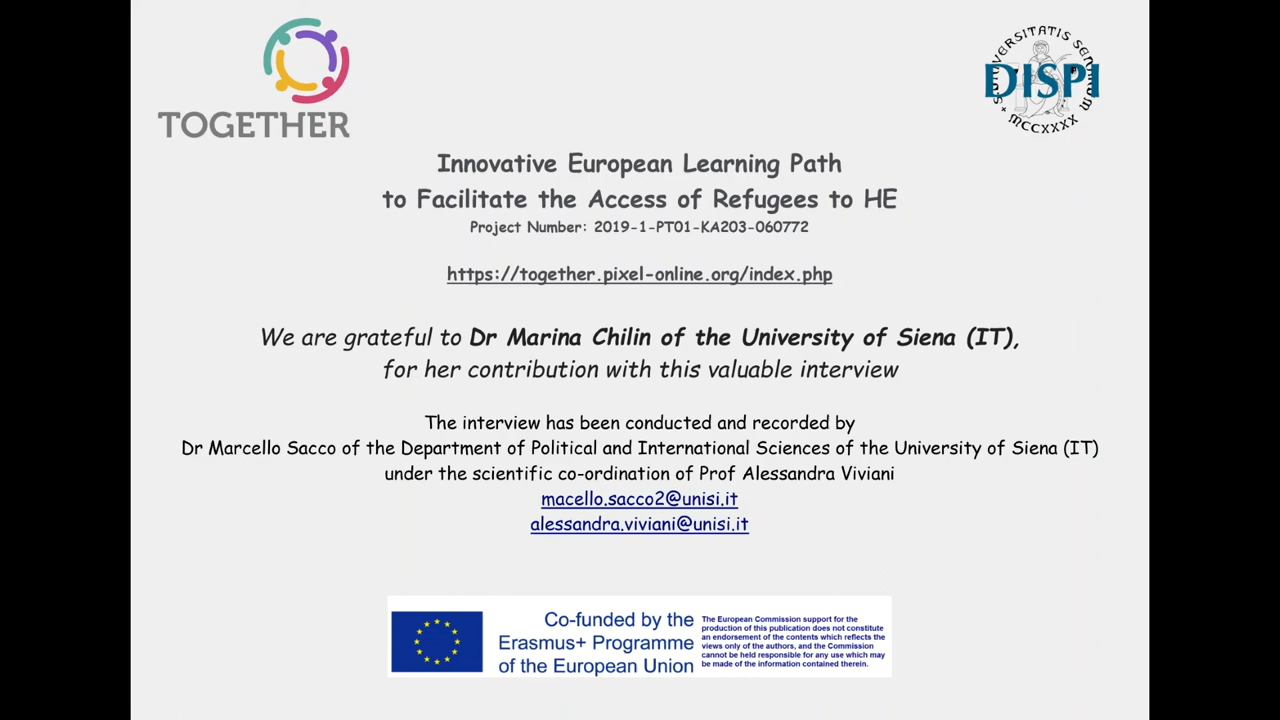 TOGETHER
UNIVERSITATIS SENARUM
DISPI
MCCXXXX
Innovative European Learning Path
to Facilitate the Access of Refugees to HE
Project Number: 2019-1-PT01-KA203-060772
https://together.pixel-online.org/index.php
We are grateful to Dr Marina Chilin of the University of Siena (IT),
for her contribution with this valuable interview
The interview has been conducted and recorded by
Dr Marcello Sacco of the Department of Political and International Sciences of the University of Siena (IT)
under the scientific co-ordination of Prof Alessandra Viviani
macello.sacco2@unisi.it
alessandra.viviani@unisi.it
Co-funded by the
Erasmus+ Programme
of the European Union
The European Commission support for the
production of this publication does not constitute
an endorsement of the contents which reflects the
views only of the authors, and the Commission
cannot be held responsible for any use which may
be made of the information contained therein.